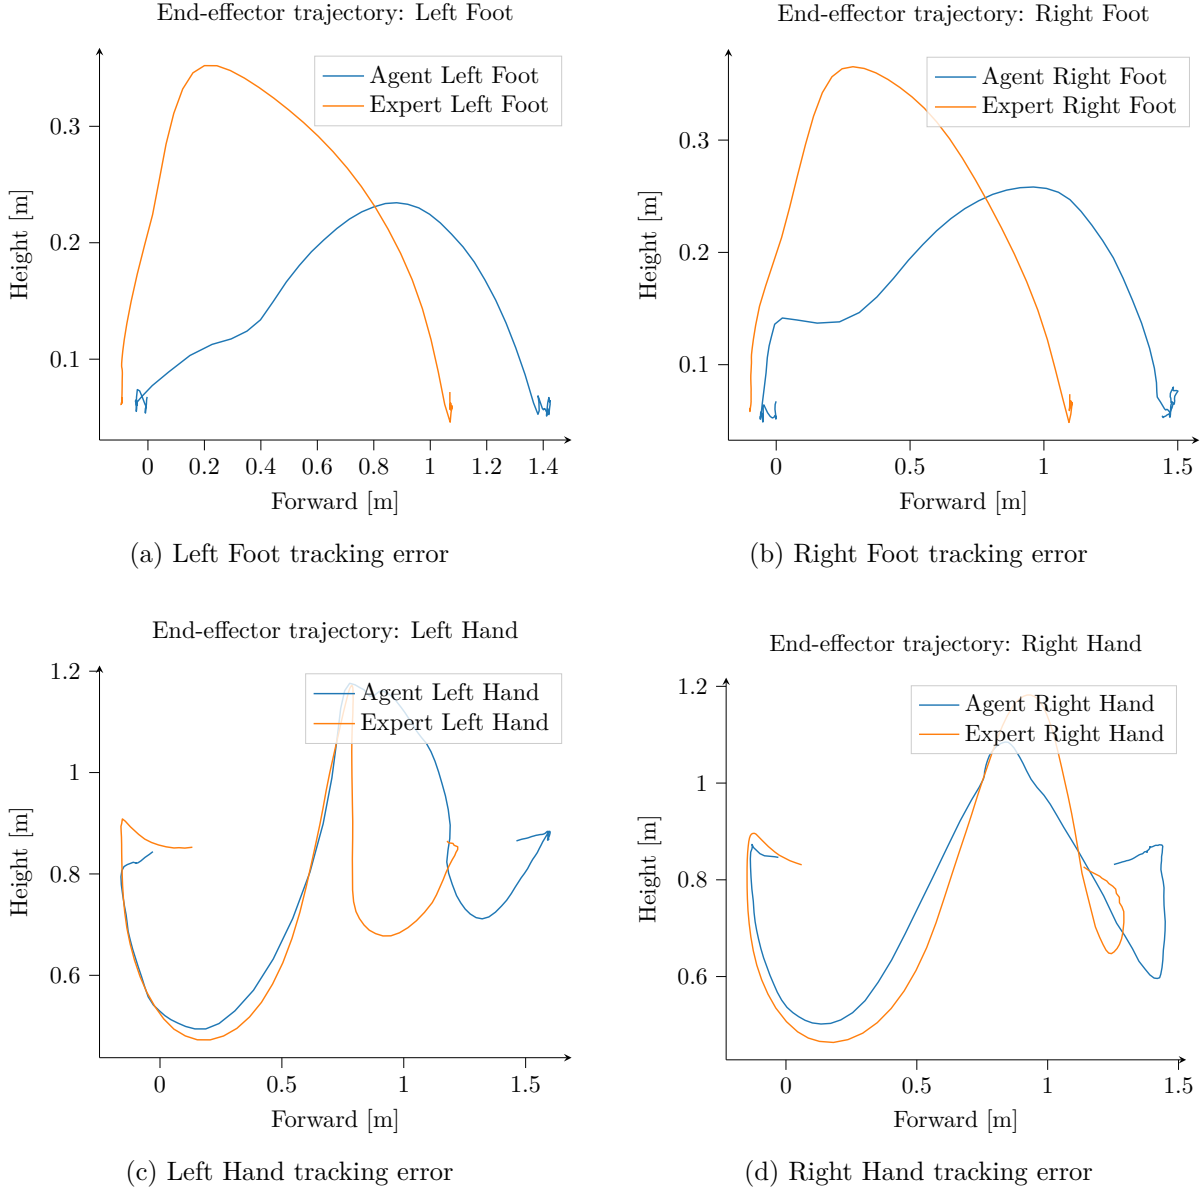 End-effector trajectory: Left Foot
Agent Left Foot
Expert Left Foot
0.3
0.2
0.1
Height [m]
0 0.2 0.4 0.6 0.8 1 1.2 1.4
Forward [m]
(a) Left Foot tracking error
End-effector trajectory: Right Foot
Agent Right Foot
Expert Right Foot
0.3
0.2
0.1
Height [m]
0 0.5 1 1.5
Forward [m]
(b) Right Foot tracking error
End-effector trajectory: Left Hand
Agent Left Hand
Expert Left Hand
1.2
1
0.8
0.6
Height [m]
0 0.5 1 1.5
Forward [m]
(c) Left Hand tracking error
End-effector trajectory: Right Hand
Agent Right Hand
Expert Right Hand
1.2
1
0.8
0.6
Height [m]
0 0.5 1 1.5
Forward [m]
(d) Right Hand tracking error